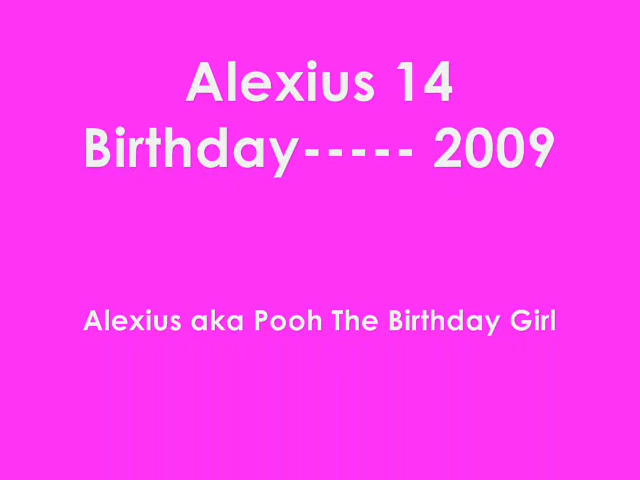 Alexius 14
Birthday----- 2009
Alexius aka Pooh The Birthday Girl